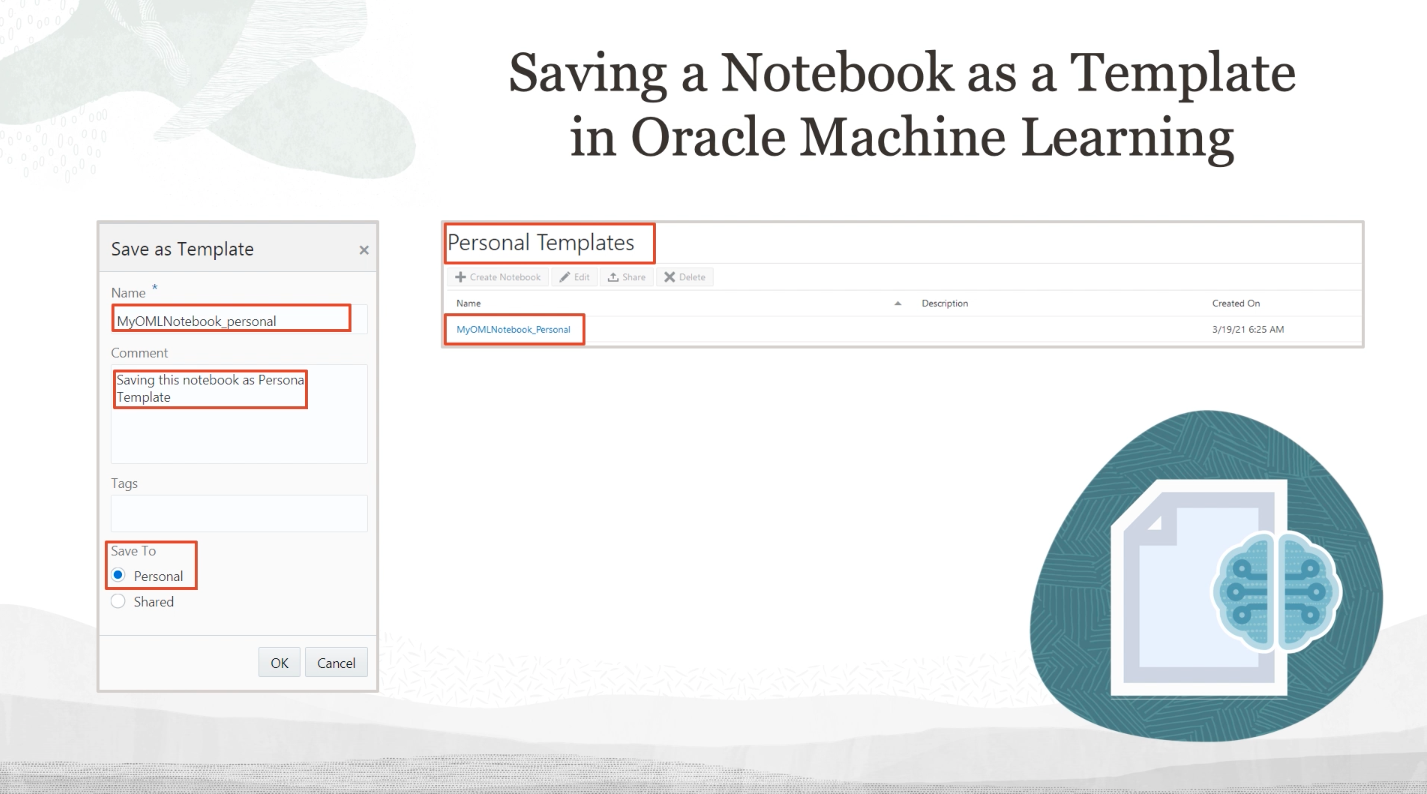 Saving a Notebook as a Template
in Oracle Machine Learning
Save as Template ×
Name *
MyOMLNotebook_personal
Comment
Saving this notebook as Persona
Template
Tags
Save To
Personal
Shared
OK Cancel
Personal Templates
Create Notebook Edit Share Delete
Name Description Created On
MyOMLNotebook_Personal 3/19/21 6:25 AM